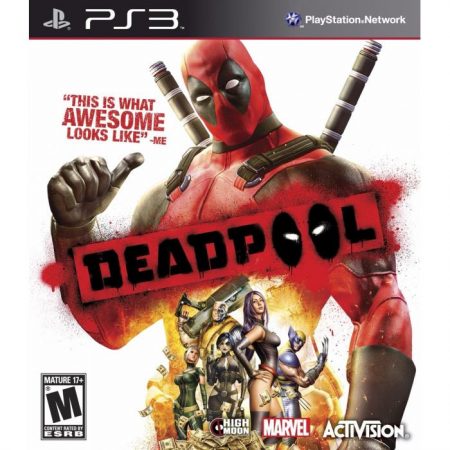 PS3
PlayStation®Network
"THIS IS WHAT
AWESOME
LOOKS LIKE" -ME
DEADPOOL
MATURE 17+
M
CONTENT RATED BY
ESRB
HIGH
MOON
MARVEL
ACTIVISION